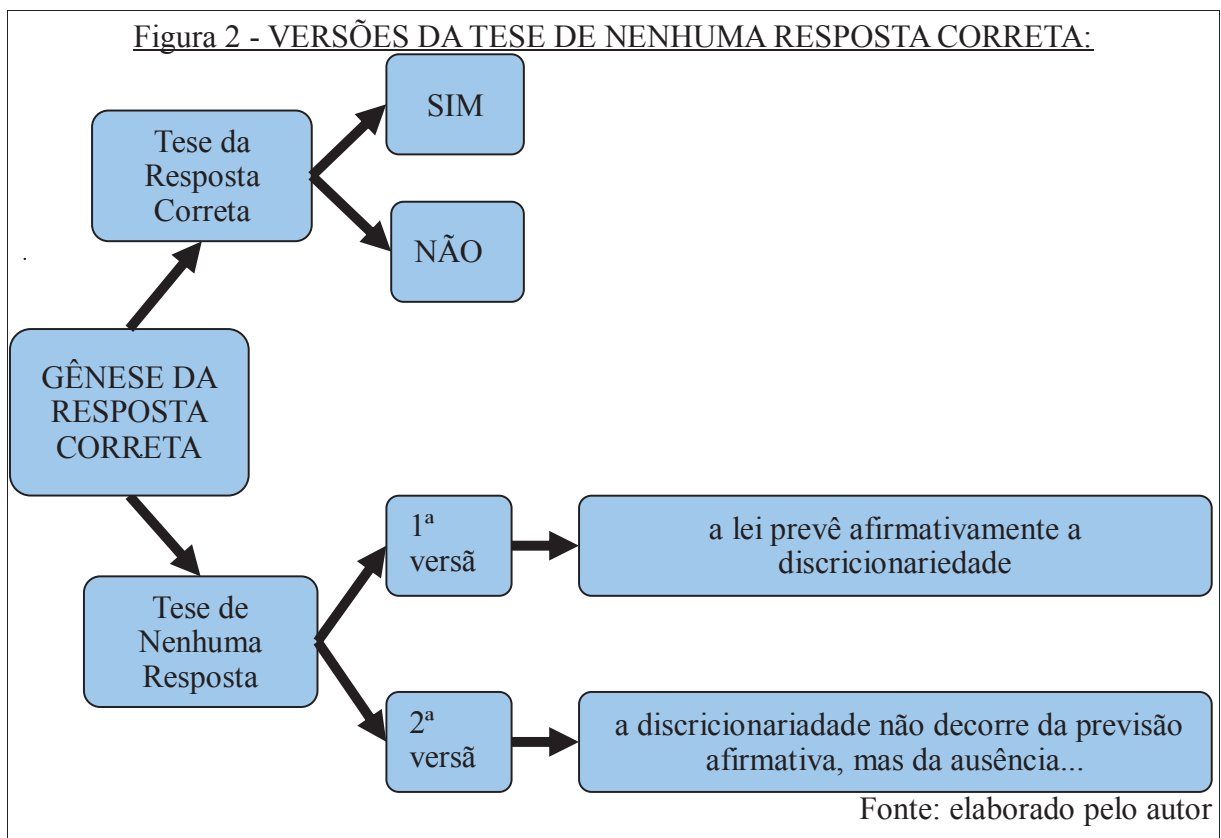 Figura 2 - VERSÕES DA TESE DE NENHUMA RESPOSTA CORRETA:
SIM
Tese da
Resposta
Correta
NÃO
GÊNESE DA
RESPOSTA
CORRETA
1ª
versã
a lei prevê afirmativamente a
discricionariedade
Tese de
Nenhuma
Resposta
2ª
versã
a discricionariadade não decorre da previsão
afirmativa, mas da ausência...
Fonte: elaborado pelo autor